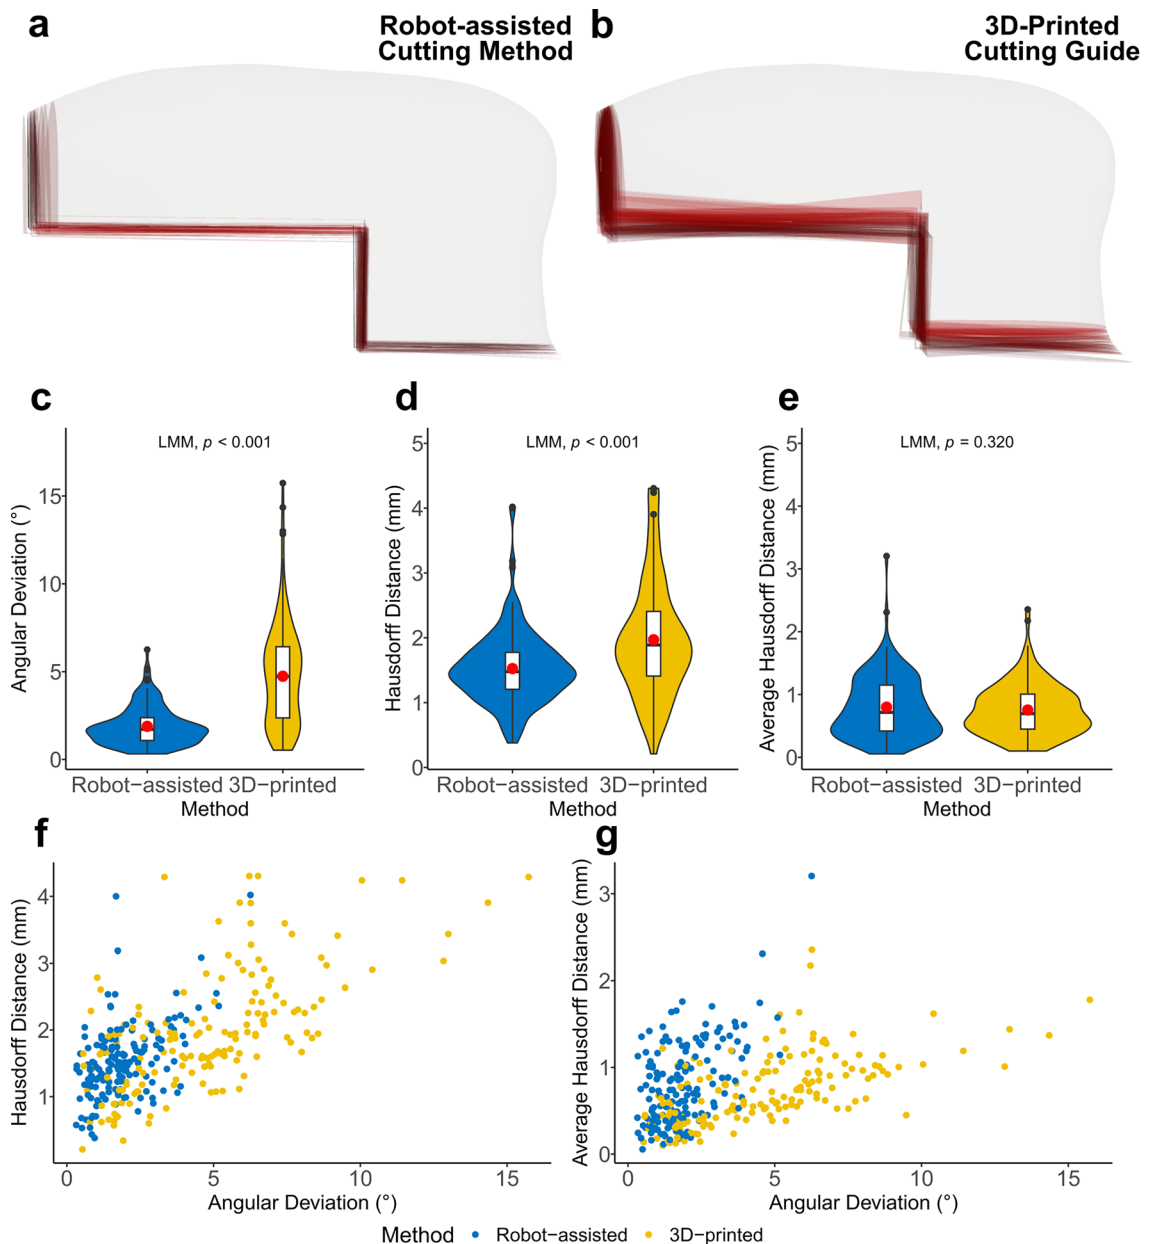 a
Robot-assisted
Cutting Method
b
3D-Printed
Cutting Guide
c
LMM, p < 0.001
Angular Deviation (°)
15
10
5
0
Robot-assisted 3D−printed
Method
d
LMM, p < 0.001
Hausdorff Distance (mm)
5
4
3
2
1
0
Robot−assisted 3D−printed
Method
e
LMM, p = 0.320
Average Hausdorff Distance (mm)
5
4
3
2
1
0
Robot−assisted 3D−printed
Method
f
Hausdorff Distance (mm)
4
3
2
1
0 5 10 15
Angular Deviation (°)
g
Average Hausdorff Distance (mm)
3
2
1
0
0 5 10 15
Angular Deviation (°)
Method Robot−assisted 3D−printed